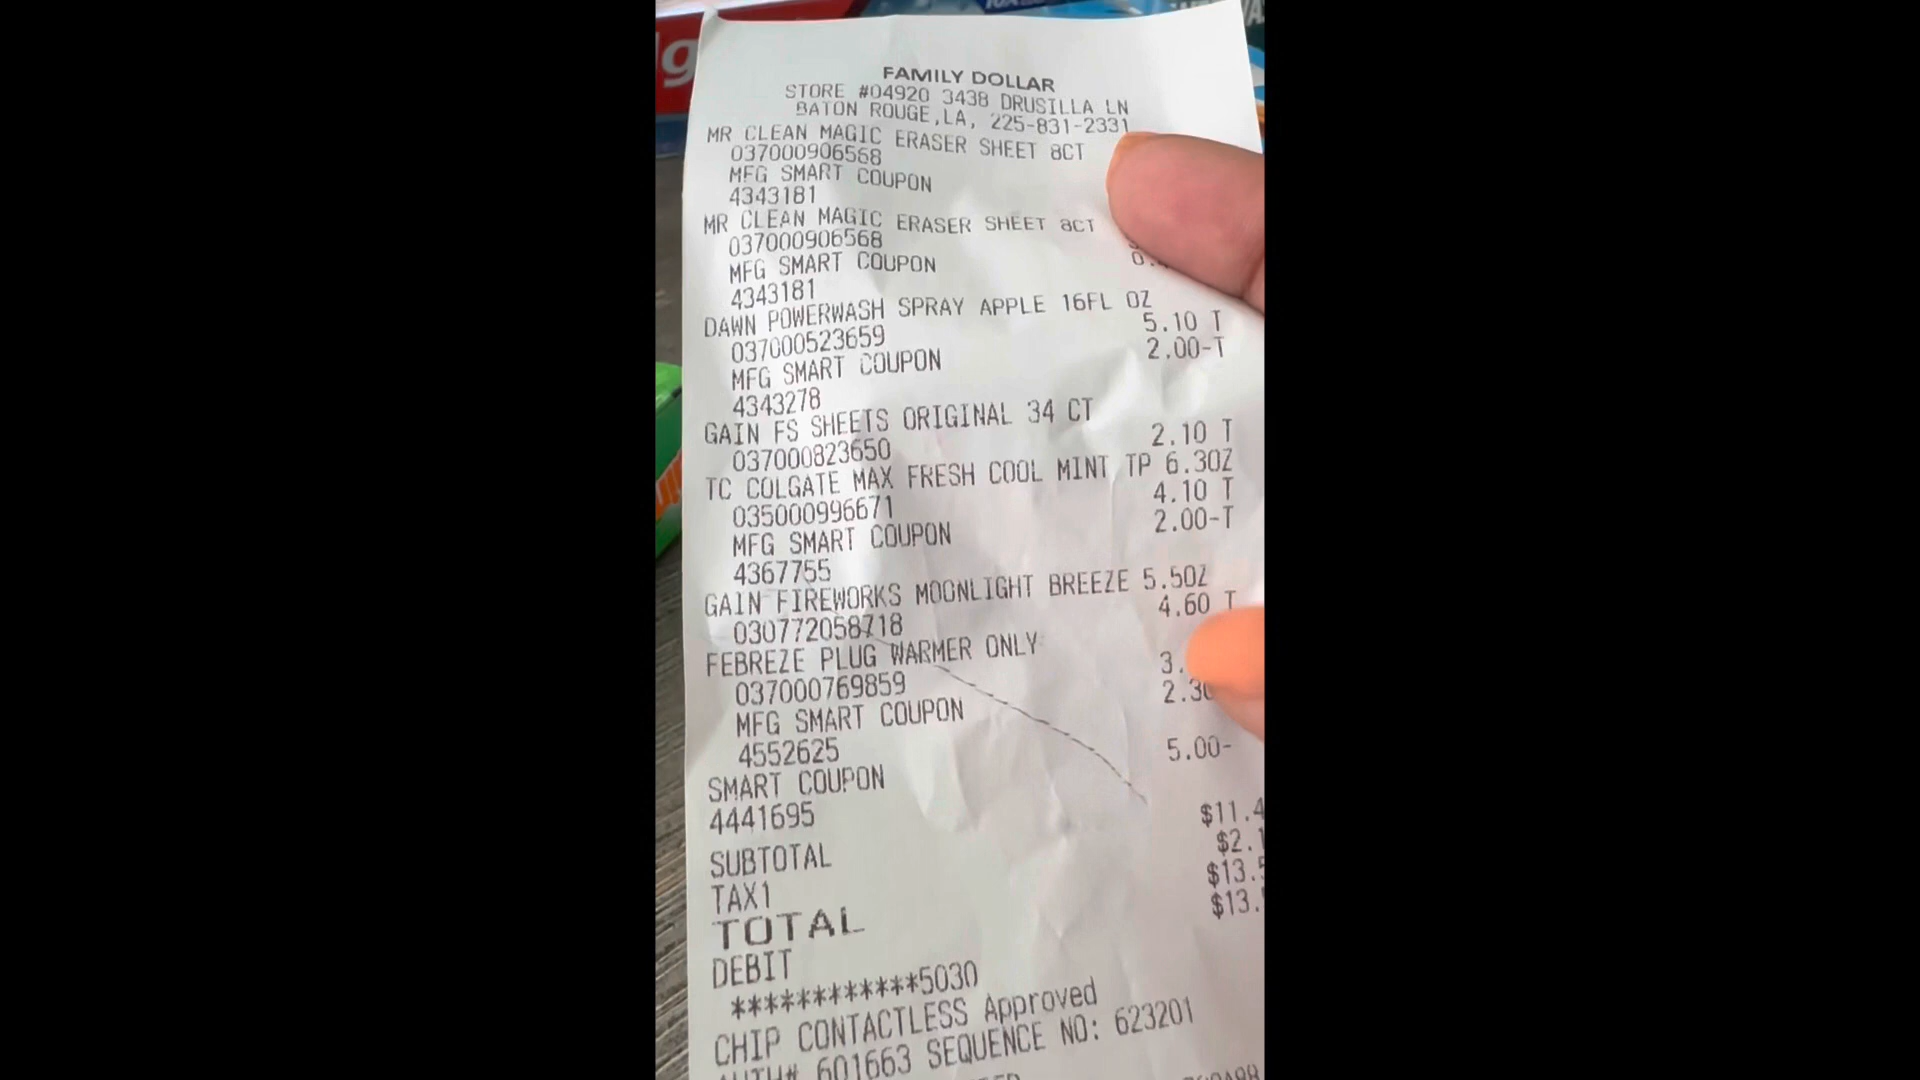 FAMILY DOLLAR
STORE #04920 3438 DRUSILLA LN
BATON ROUGE,LA, 225-831-2331
MR CLEAN MAGIC ERASER SHEET 8CT
037000906568
MFG SMART COUPON
4343181
MR CLEAN MAGIC ERASER SHEET 8CT
037000906568
MFG SMART COUPON
4343181
DAWN POWERWASH SPRAY APPLE 16FL OZ
037000523659 5.10 T
MFG SMART COUPON 2.00-T
4343278
GAIN FS SHEETS ORIGINAL 34 CT
037000823650 2.10 T
TC COLGATE MAX FRESH COOL MINT TP 6.3OZ
035000996671 4.10 T
MFG SMART COUPON 2.00-T
4367755
GAIN FIREWORKS MOONLIGHT BREEZE 5.5OZ
030772058718 4.60 T
FEBREZE PLUG WARMER ONLY
037000769859
MFG SMART COUPON
4552625
SMART COUPON 5.00-
4441695
SUBTOTAL
TAX1
TOTAL
DEBIT
************5030
CHIP CONTACTLESS Approved
AUTH# 601663 SEQUENCE NO: 623201